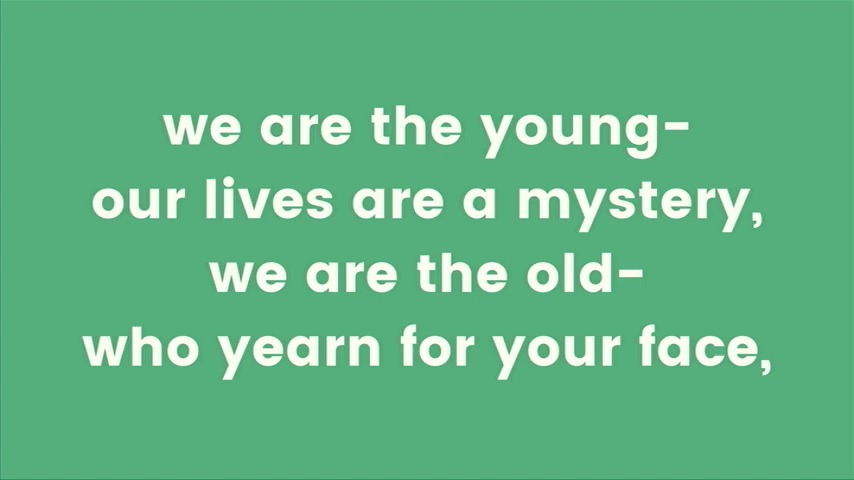 we are the young-
our lives are a mystery,
we are the old-
who yearn for your face,